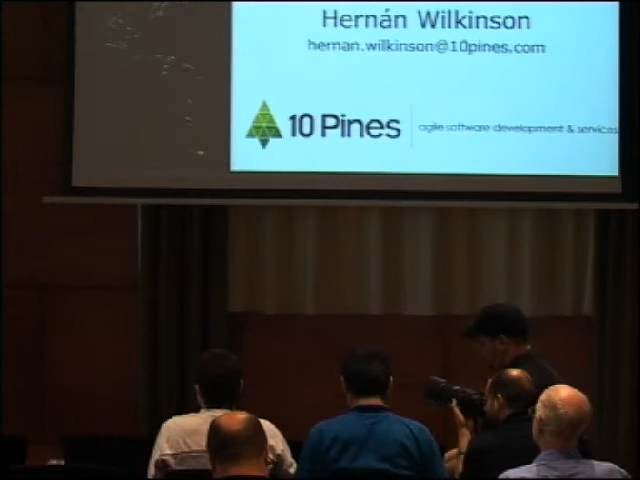 Hernán Wilkinson
hernan.wilkinson@10pines.com
10 Pines
agile software development & services